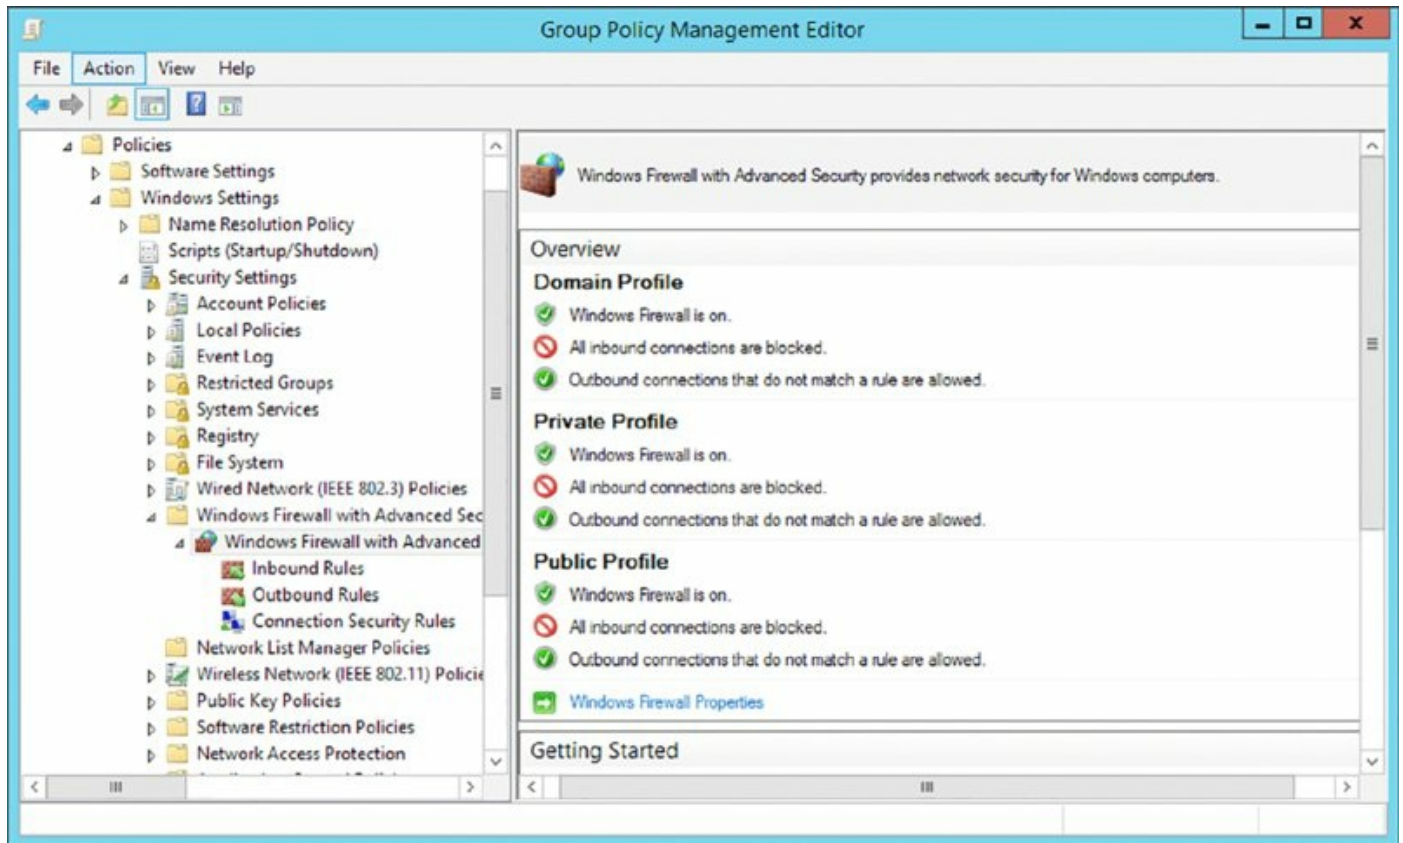 Group Policy Management Editor
File Action View Help
Policies
Software Settings
Windows Settings
Name Resolution Policy
Scripts (Startup/Shutdown)
Security Settings
Account Policies
Local Policies
Event Log
Restricted Groups
System Services
Registry
File System
Wired Network (IEEE 802.3) Policies
Windows Firewall with Advanced Sec
Windows Firewall with Advanced
Inbound Rules
Outbound Rules
Connection Security Rules
Network List Manager Policies
Wireless Network (IEEE 802.11) Policie
Public Key Policies
Software Restriction Policies
Network Access Protection
Windows Firewall with Advanced Security provides network security for Windows computers.
Overview
Domain Profile
Windows Firewall is on.
All inbound connections are blocked.
Outbound connections that do not match a rule are allowed.
Private Profile
Windows Firewall is on.
All inbound connections are blocked.
Outbound connections that do not match a rule are allowed.
Public Profile
Windows Firewall is on.
All inbound connections are blocked.
Outbound connections that do not match a rule are allowed.
Windows Firewall Properties
Getting Started